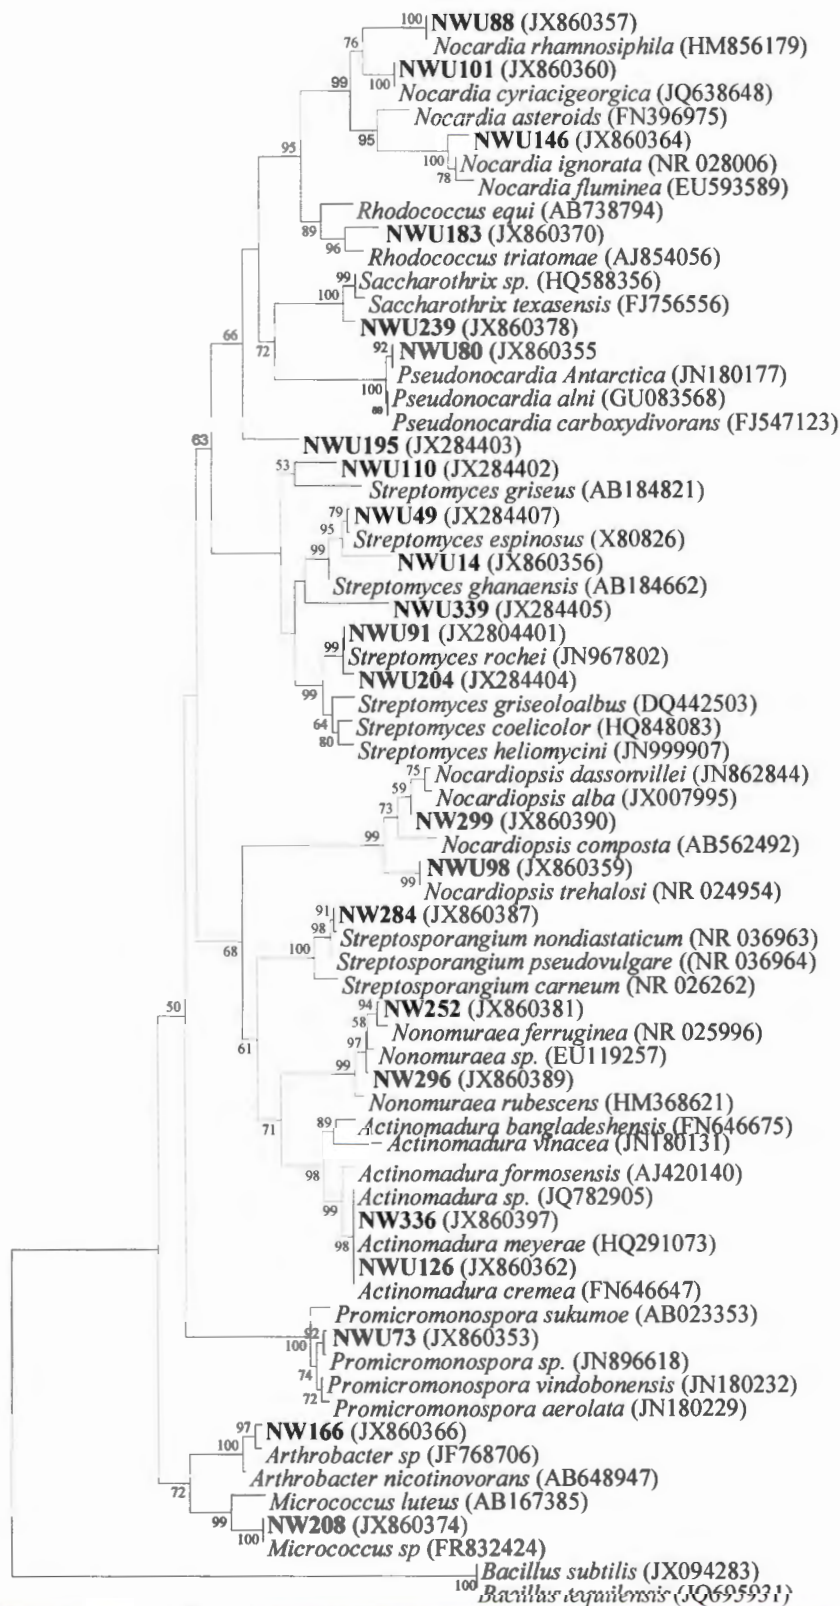 100 NWU88 (JX860357)
76 Nocardia rhamnosiphila (HM856179)
NWU101 (JX860360)
99 100 Nocardia cyriacigeorgica (JQ638648)
Nocardia asteroids (FN396975)
95 NWU146 (JX860364)
95 100 Nocardia ignorata (NR 028006)
78 Nocardia fluminea (EU593589)
Rhodococcus equi (AB738794)
89 NWU183 (JX860370)
96 Rhodococcus triatomae (AJ854056)
99 Saccharothrix sp. (HQ588356)
100 Saccharothrix texasensis (FJ756556)
NWU239 (JX860378)
66 72 92 NWU80 (JX860355
Pseudonocardia Antarctica (JN180177)
100 Pseudonocardia alni (GU083568)
Pseudonocardia carboxydivorans (FJ547123)
63 NWU195 (JX284403)
53 NWU110 (JX284402)
Streptomyces griseus (AB184821)
79 NWU49 (JX284407)
95 Streptomyces espinosus (X80826)
99 NWU14 (JX860356)
Streptomyces ghanaensis (AB184662)
NWU339 (JX284405)
NWU91 (JX2804401)
99 Streptomyces rochei (JN967802)
99 NWU204 (JX284404)
Streptomyces griseoloalbus (DQ442503)
64 Streptomyces coelicolor (HQ848083)
80 Streptomyces heliomycini (JN999907)
75 Nocardiopsis dassonvillei (JN862844)
59 Nocardiopsis alba (JX007995)
73 NW299 (JX860390)
99 Nocardiopsis composta (AB562492)
NWU98 (JX860359)
99 Nocardiopsis trehalosi (NR 024954)
91 NW284 (JX860387)
98 Streptosporangium nondiastaticum (NR 036963)
68 100 Streptosporangium pseudovulgare ((NR 036964)
Streptosporangium carneum (NR 026262)
50 94 NW252 (JX860381)
58 Nonomuraea ferruginea (NR 025996)
61 97 Nonomuraea sp. (EU119257)
99 NW296 (JX860389)
Nonomuraea rubescens (HM368621)
71 89 Actinomadura bangladeshensis (FN646675)
Actinomadura vinacea (JN180131)
98 Actinomadura formosensis (AJ420140)
Actinomadura sp. (JQ782905)
99 NW336 (JX860397)
98 Actinomadura meyerae (HQ291073)
NWU126 (JX860362)
Actinomadura cremea (FN646647)
Promicromonospora sukumoe (AB023353)
92 NWU73 (JX860353)
100 Promicromonospora sp. (JN896618)
74 Promicromonospora vindobonensis (JN180232)
72 Promicromonospora aerolata (JN180229)
97 NW166 (JX860366)
100 Arthrobacter sp (JF768706)
Arthrobacter nicotinovorans (AB648947)
72 Micrococcus luteus (AB167385)
99 NW208 (JX860374)
100 Micrococcus sp (FR832424)
Bacillus subtilis (JX094283)
100 Bacillus tequilensis (JQ695931)